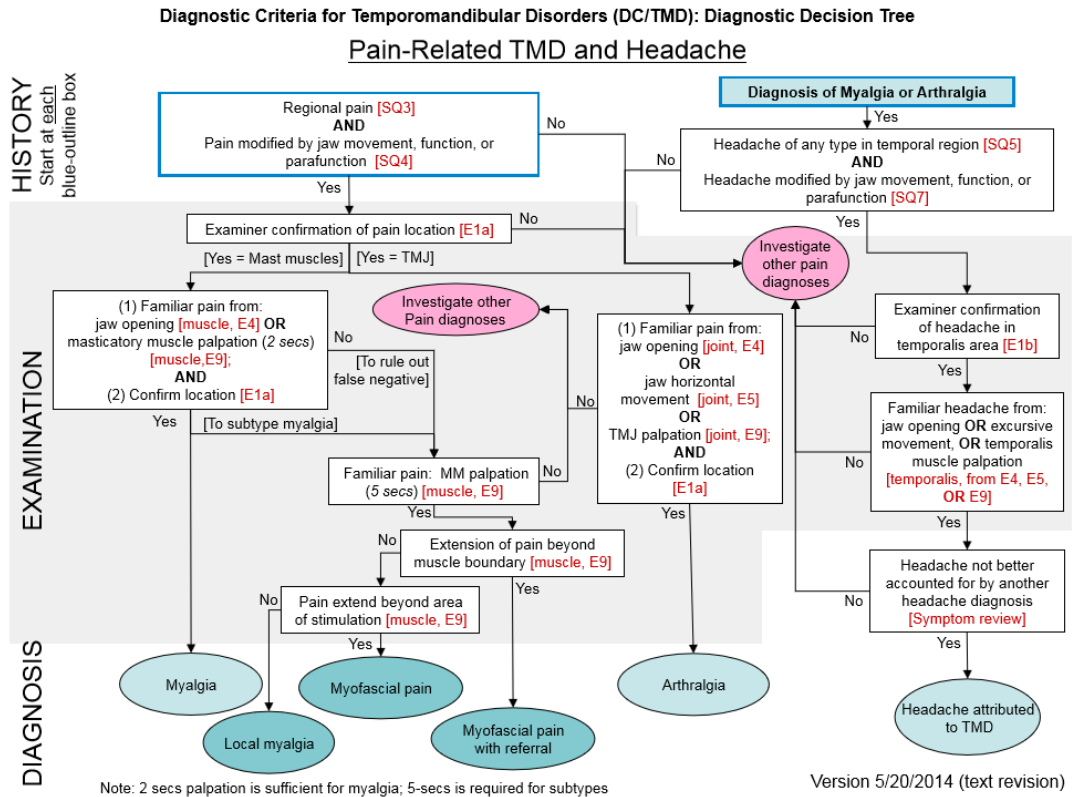 Diagnostic Criteria for Temporomandibular Disorders (DC/TMD): Diagnostic Decision Tree
Pain-Related TMD and Headache
HISTORY
Start at each
blue-outline box
Regional pain [SQ3]
AND
Pain modified by jaw movement, function, or
parafunction [SQ4]
No
Yes
Diagnosis of Myalgia or Arthralgia
Yes
Headache of any type in temporal region [SQ5]
AND
Headache modified by jaw movement, function, or
parafunction [SQ7]
No
Yes
EXAMINATION
Examiner confirmation of pain location [E1a]
No
[Yes = Mast muscles]
[Yes = TMJ]
Investigate
other pain
diagnoses
(1) Familiar pain from:
jaw opening [muscle, E4] OR
masticatory muscle palpation (2 secs)
[muscle,E9];
AND
(2) Confirm location [E1a]
No
[To rule out
false negative]
Yes
[To subtype myalgia]
Investigate other
Pain diagnoses
(1) Familiar pain from:
jaw opening [joint, E4]
OR
jaw horizontal
movement [joint, E5]
OR
TMJ palpation [joint, E9];
AND
(2) Confirm location
[E1a]
No
Yes
Examiner confirmation
of headache in
temporalis area [E1b]
No
Yes
Familiar headache from:
jaw opening OR excursive
movement, OR temporalis
muscle palpation
[temporalis, from E4, E5,
OR E9]
No
Yes
Familiar pain: MM palpation
(5 secs) [muscle, E9]
No
Yes
Extension of pain beyond
muscle boundary [muscle, E9]
No
Yes
Pain extend beyond area
of stimulation [muscle, E9]
No
Yes
Headache not better
accounted for by another
headache diagnosis
[Symptom review]
No
Yes
DIAGNOSIS
Myalgia
Myofascial pain
Arthralgia
Headache attributed
to TMD
Local myalgia
Myofascial pain
with referral
Note: 2 secs palpation is sufficient for myalgia; 5-secs is required for subtypes
Version 5/20/2014 (text revision)